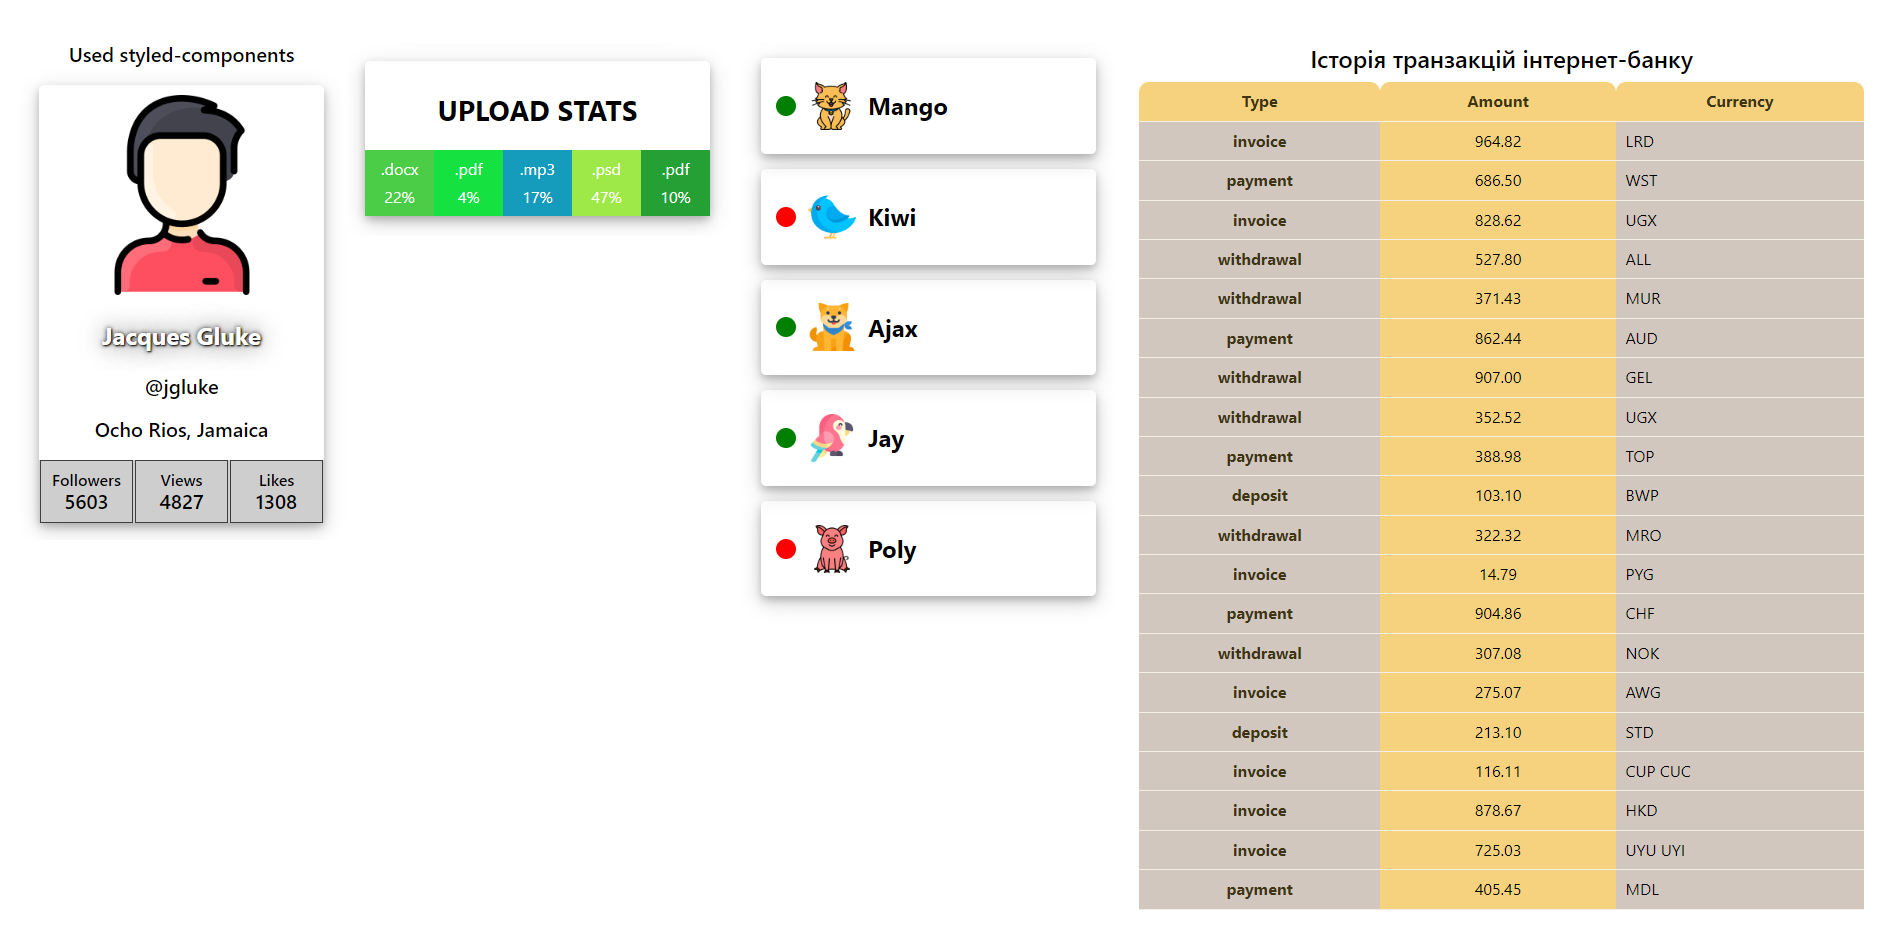 Used styled-components
Jacques Gluke
@jgluke
Ocho Rios, Jamaica
Followers Views Likes
5603 4827 1308
UPLOAD STATS
.docx .pdf .mp3 .psd .pdf
22% 4% 17% 47% 10%
Mango
Kiwi
Ajax
Jay
Poly
Історія транзакцій інтернет-банку
Type Amount Currency
invoice 964.82 LRD
payment 686.50 WST
invoice 828.62 UGX
withdrawal 527.80 ALL
withdrawal 371.43 MUR
payment 862.44 AUD
withdrawal 907.00 GEL
withdrawal 352.52 UGX
payment 388.98 TOP
deposit 103.10 BWP
withdrawal 322.32 MRO
invoice 14.79 PYG
payment 904.86 CHF
withdrawal 307.08 NOK
invoice 275.07 AWG
deposit 213.10 STD
invoice 116.11 CUP CUC
invoice 878.67 HKD
invoice 725.03 UYU UYI
payment 405.45 MDL